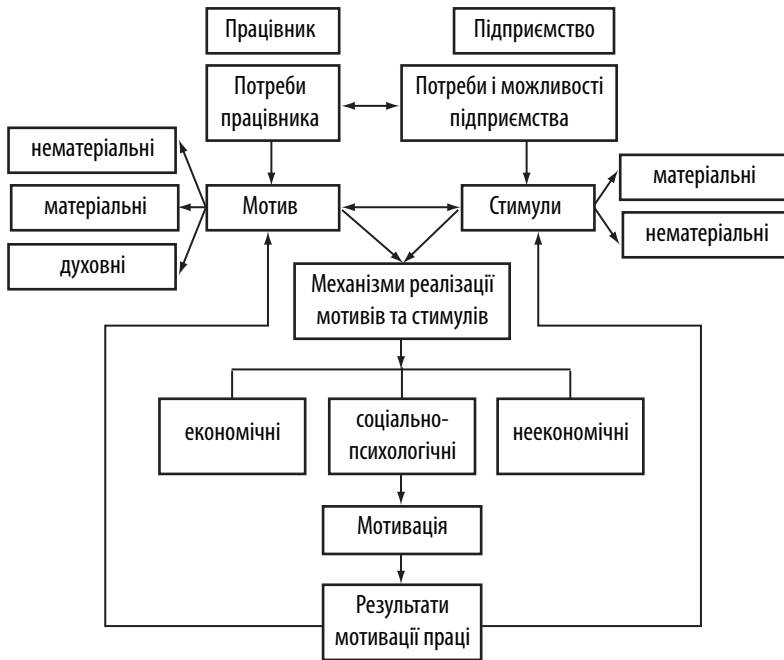 Працівник
Підприємство
Потреби
працівника
Потреби і можливості
підприємства
нематеріальні
матеріальні
духовні
Мотив
Стимули
матеріальні
нематеріальні
Механізми реалізації
мотивів та стимулів
економічні
соціально-
психологічні
неекономічні
Мотивація
Результати
мотивації праці